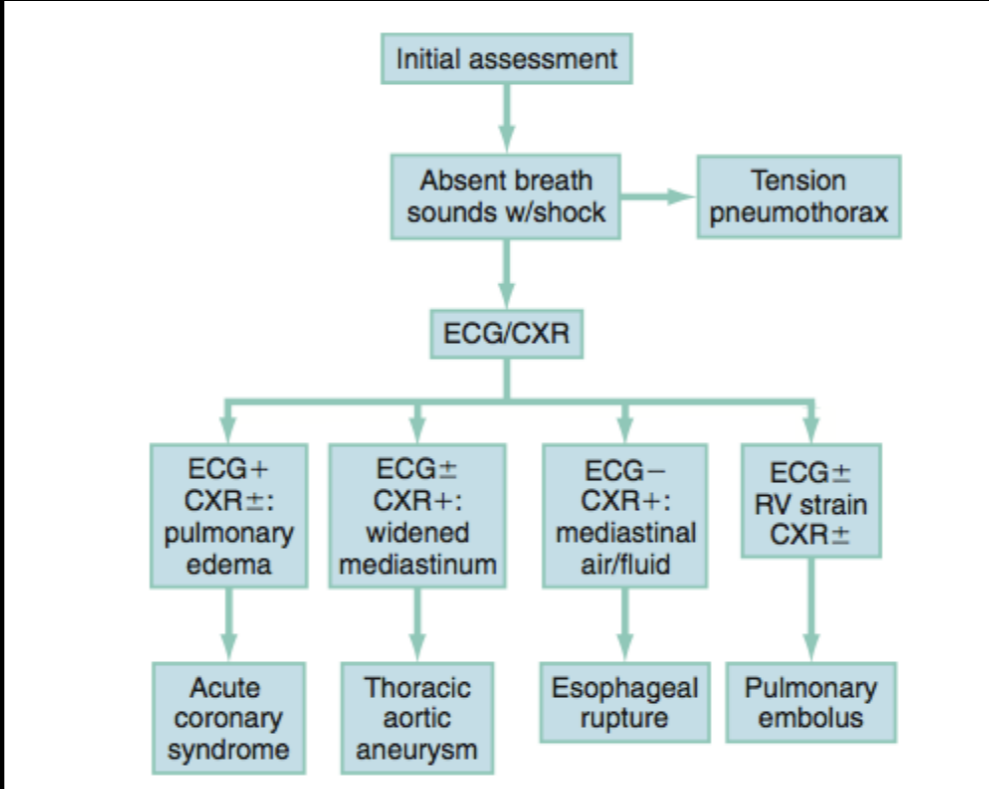 Initial assessment
Absent breath
sounds w/shock
Tension
pneumothorax
ECG/CXR
ECG+
CXR±:
pulmonary
edema
ECG±
CXR+:
widened
mediastinum
ECG−
CXR+:
mediastinal
air/fluid
ECG±
RV strain
CXR±
Acute
coronary
syndrome
Thoracic
aortic
aneurysm
Esophageal
rupture
Pulmonary
embolus